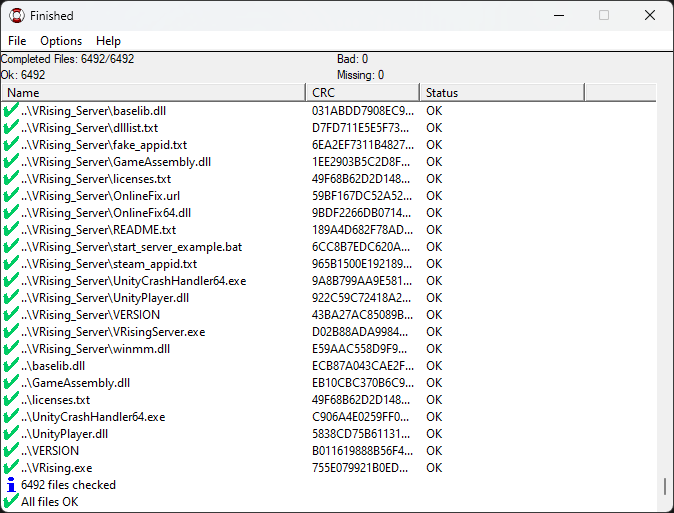 Finished
File Options Help
Completed Files: 6492/6492 Bad: 0
Ok: 6492 Missing: 0
Name CRC Status
..\VRising_Server\baselib.dll 031ABDD7908EC9... OK
..\VRising_Server\dlllist.txt D7FD711E5E5F73... OK
..\VRising_Server\fake_appid.txt 6EA2EF7311B4827... OK
..\VRising_Server\GameAssembly.dll 1EE2903B5C2D8F... OK
..\VRising_Server\licenses.txt 49F68B62D2D148... OK
..\VRising_Server\OnlineFix.url 59BF167DC52A52... OK
..\VRising_Server\OnlineFix64.dll 9BDF2266DB0714... OK
..\VRising_Server\README.txt 189A4D682F78AD... OK
..\VRising_Server\start_server_example.bat 6CC8B7EDC620A... OK
..\VRising_Server\steam_appid.txt 965B1500E192189... OK
..\VRising_Server\UnityCrashHandler64.exe 9A8B799AA9E581... OK
..\VRising_Server\UnityPlayer.dll 922C59C72418A2... OK
..\VRising_Server\VERSION 43BA27AC85089B... OK
..\VRising_Server\VRisingServer.exe D02B88ADA9984... OK
..\VRising_Server\winmm.dll E59AAC558D9F9... OK
..\baselib.dll ECB87A043CAE2F... OK
..\GameAssembly.dll EB10CBC370B6C9... OK
..\licenses.txt 49F68B62D2D148... OK
..\UnityCrashHandler64.exe C906A4E0259FF0... OK
..\UnityPlayer.dll 5838CD75B61131... OK
..\VERSION B011619888B56F4... OK
..\VRising.exe 755E079921B0ED... OK
6492 files checked
All files OK